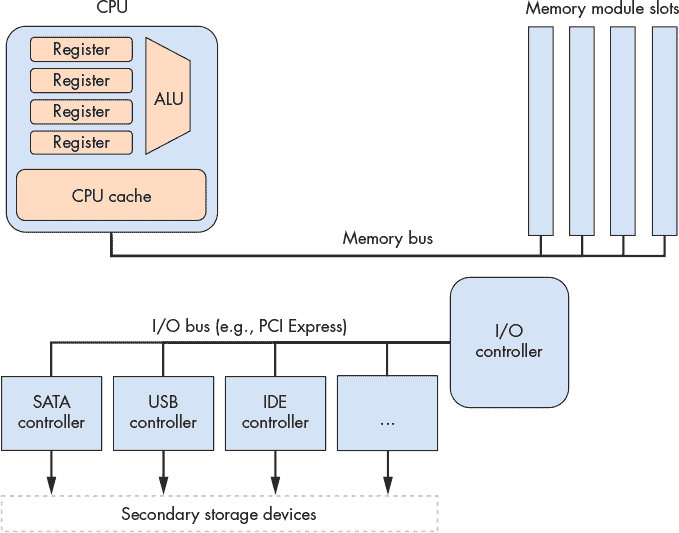 CPU
Memory module slots
Register
Register
Register
Register
ALU
CPU cache
Memory bus
I/O bus (e.g., PCI Express)
I/O
controller
SATA
controller
USB
controller
IDE
controller
...
Secondary storage devices